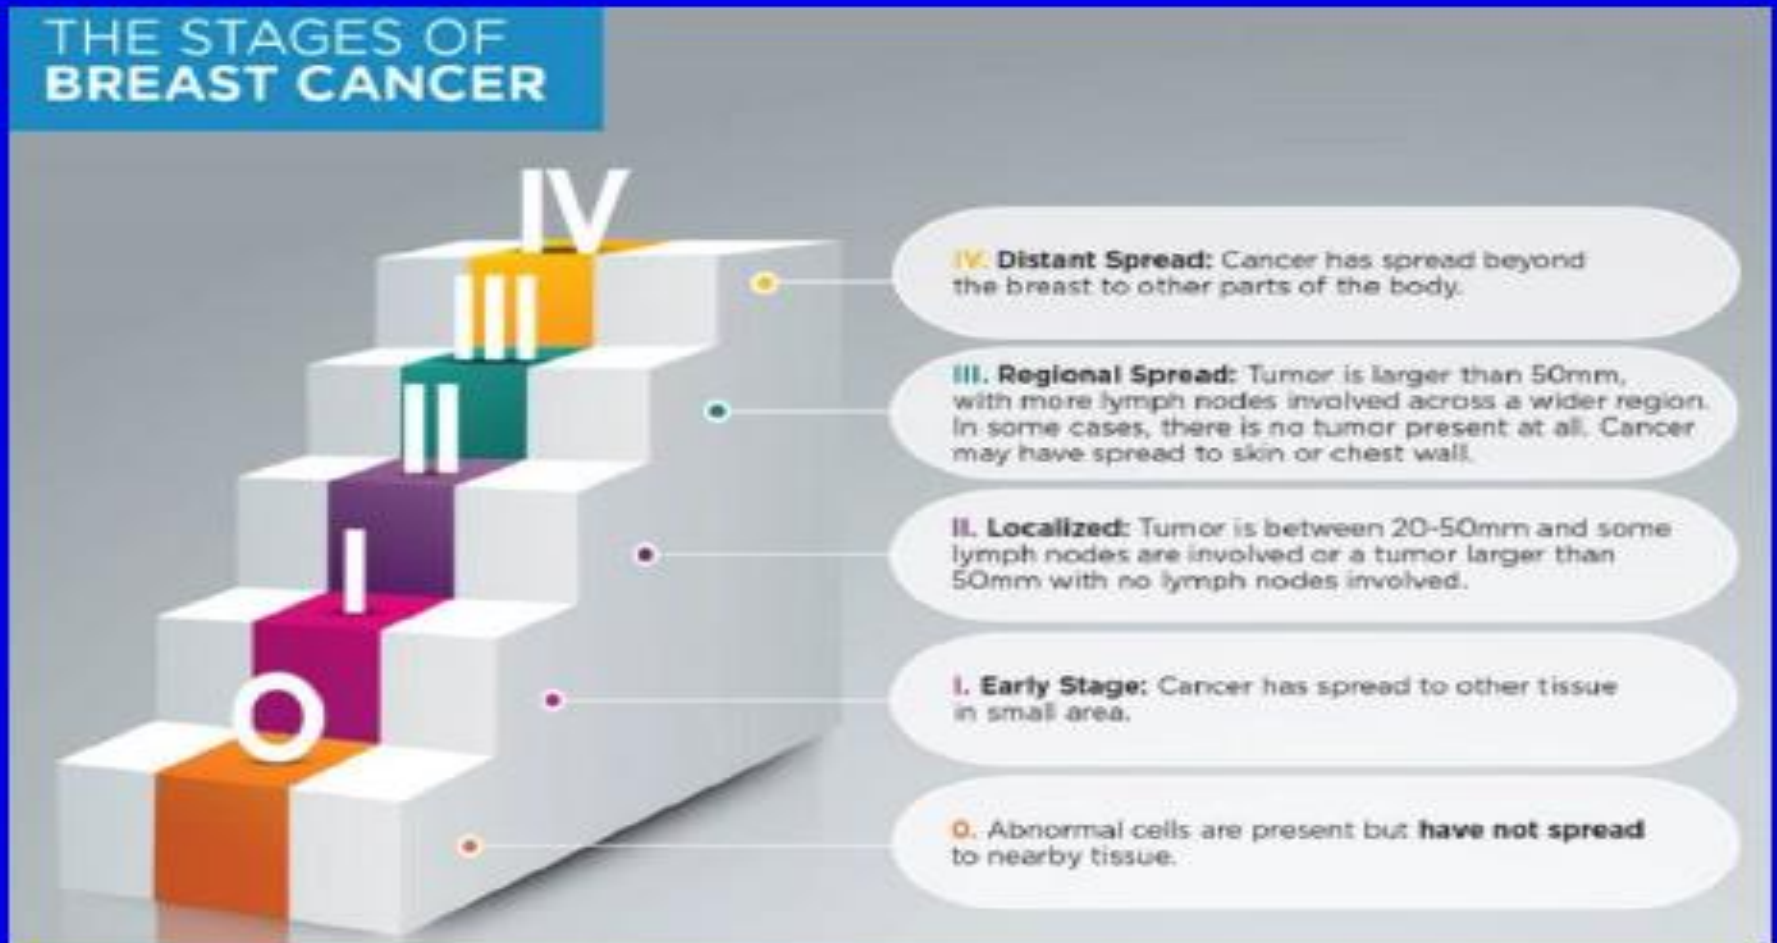 THE STAGES OF
BREAST CANCER
IV
III
II
I
O
IV. Distant Spread: Cancer has spread beyond
the breast to other parts of the body.
III. Regional Spread: Tumor is larger than 50mm,
with more lymph nodes involved across a wider region.
In some cases, there is no tumor present at all. Cancer
may have spread to skin or chest wall.
II. Localized: Tumor is between 20-50mm and some
lymph nodes are involved or a tumor larger than
50mm with no lymph nodes involved.
I. Early Stage: Cancer has spread to other tissue
in small area.
0. Abnormal cells are present but have not spread
to nearby tissue.